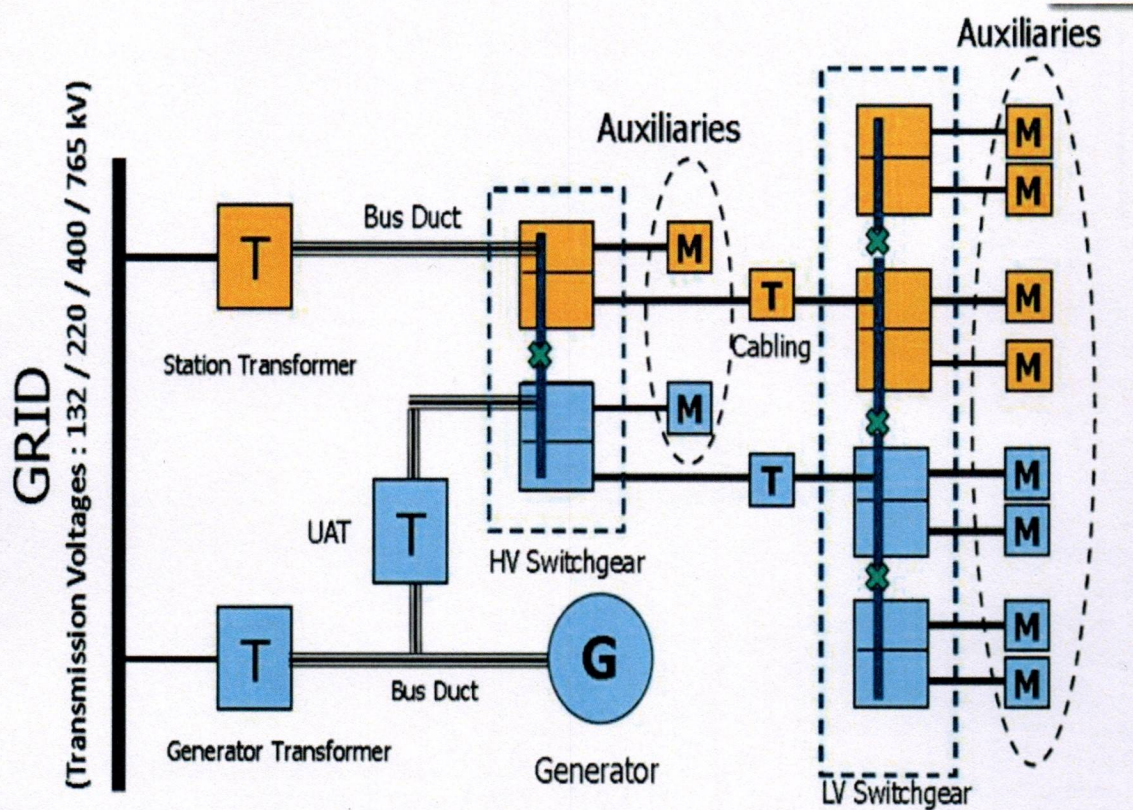 GRID
(Transmission Voltages : 132 / 220 / 400 / 765 kV)
Auxiliaries
Auxiliaries
Bus Duct
T
Station Transformer
M
T
Cabling
M
T
UAT
T
HV Switchgear
T
Bus Duct
G
Generator Transformer
Generator
M
M
M
M
M
M
M
M
LV Switchgear